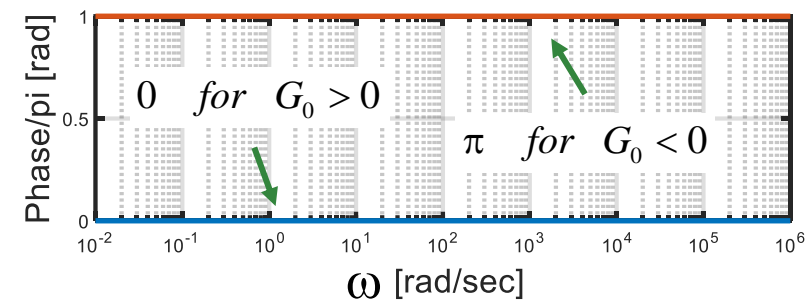 1
0.5
0
Phase/pi [rad]
0 for G₀ > 0
π for G₀ < 0
10⁻² 10⁻¹ 10⁰ 10¹ 10² 10³ 10⁴ 10⁵ 10⁶
ω [rad/sec]